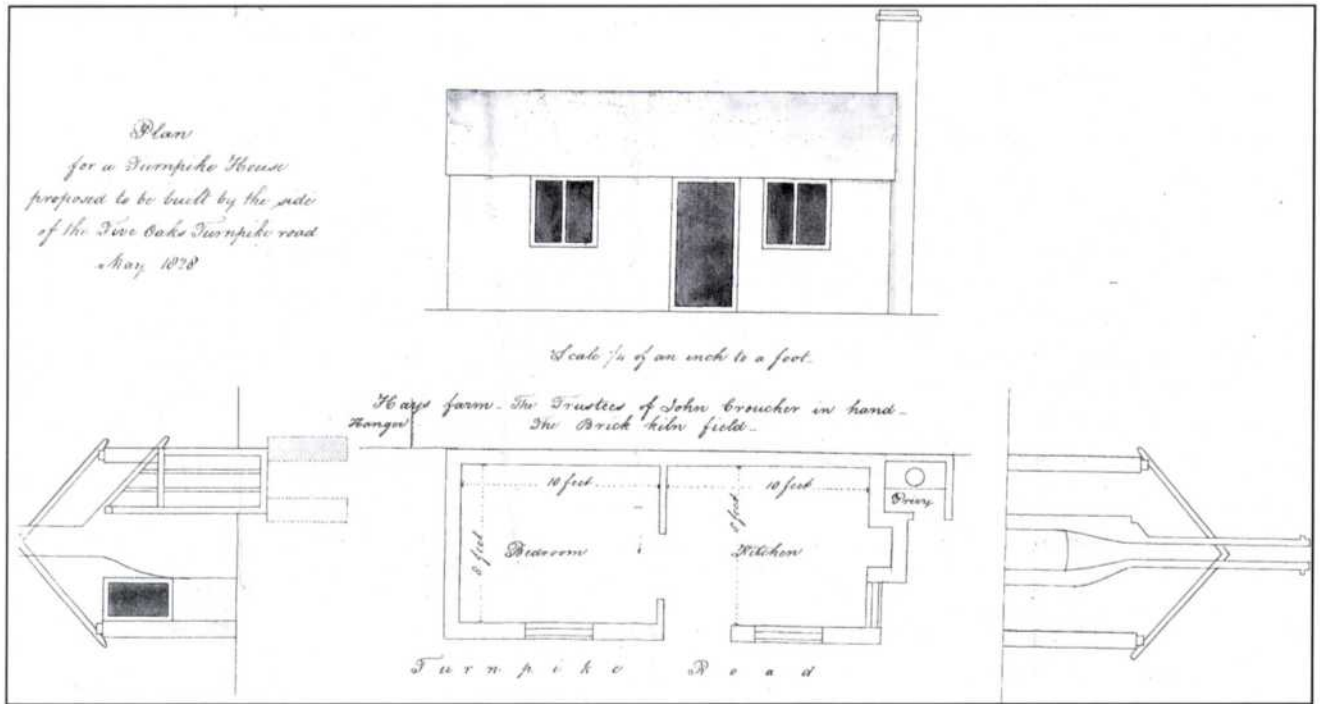 Plan
for a Turnpike House
proposed to be built by the side
of the Five Oaks Turnpike road
May 1828
Scale 1/4 of an inch to a foot.
Hays farm - The Trustees of John Croucher in hand -
Hanger
The Brick kiln field -
10 feet
10 feet
8 feet
Bedroom
8 feet
Kitchen
Privy
Turnpike Road